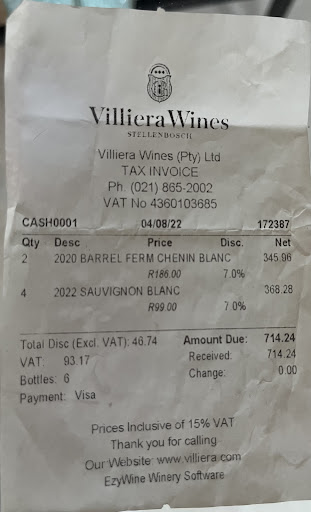 Villiera Wines
STELLENBOSCH
Villiera Wines (Pty) Ltd
TAX INVOICE
Ph. (021) 865-2002
VAT No 4360103685
CASH0001 04/08/22 172387
Qty Desc Price Disc. Net
2 2020 BARREL FERM CHENIN BLANC 345.96
R186.00 7.0%
4 2022 SAUVIGNON BLANC 368.28
R99.00 7.0%
Total Disc (Excl. VAT): 46.74 Amount Due: 714.24
VAT: 93.17 Received: 714.24
Bottles: 6 Change: 0.00
Payment: Visa
Prices Inclusive of 15% VAT
Thank you for calling
Our Website: www.villiera.com
EzyWine Winery Software